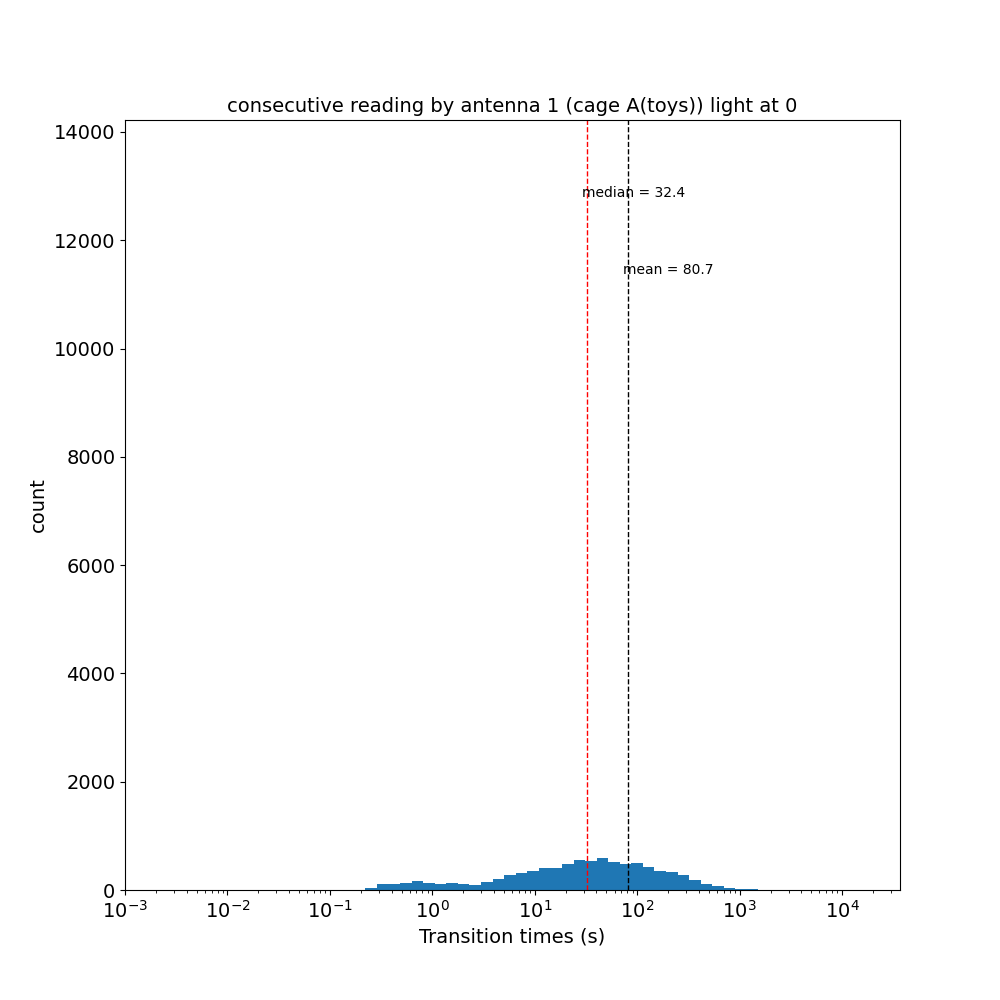 consecutive reading by antenna 1 (cage A(toys)) light at 0
14000
median = 32.4
12000
mean = 80.7
10000
8000
count
6000
4000
2000
0
10⁻³ 10⁻² 10⁻¹ 10⁰ 10¹ 10² 10³ 10⁴
Transition times (s)